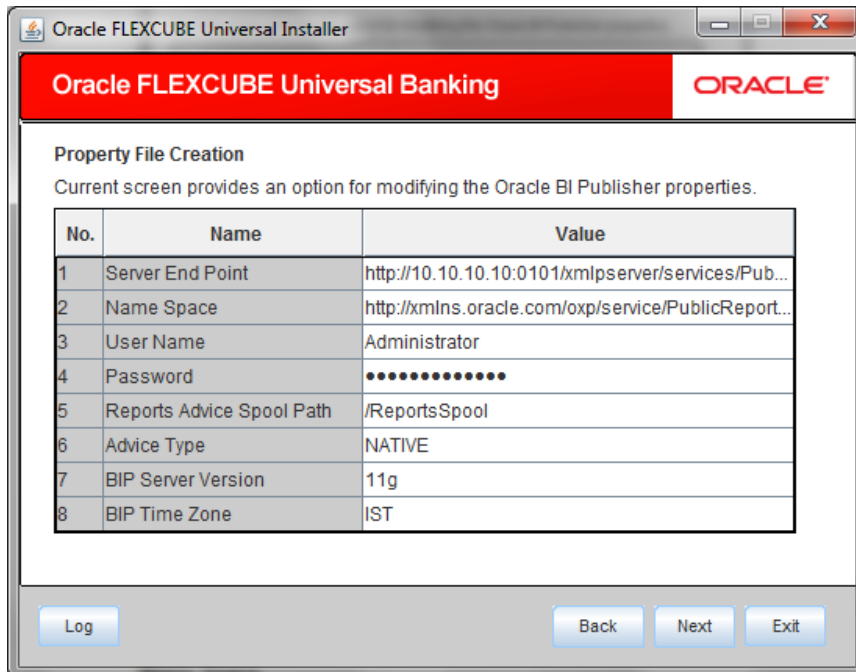 Oracle FLEXCUBE Universal Installer
Oracle FLEXCUBE Universal Banking
ORACLE
Property File Creation
Current screen provides an option for modifying the Oracle BI Publisher properties.
No. Name Value
1 Server End Point http://10.10.10.10:0101/xmlpserver/services/Pub...
2 Name Space http://xmlns.oracle.com/oxp/service/PublicReport...
3 User Name Administrator
4 Password •••••••••••••
5 Reports Advice Spool Path /ReportsSpool
6 Advice Type NATIVE
7 BIP Server Version 11g
8 BIP Time Zone IST
Log Back Next Exit